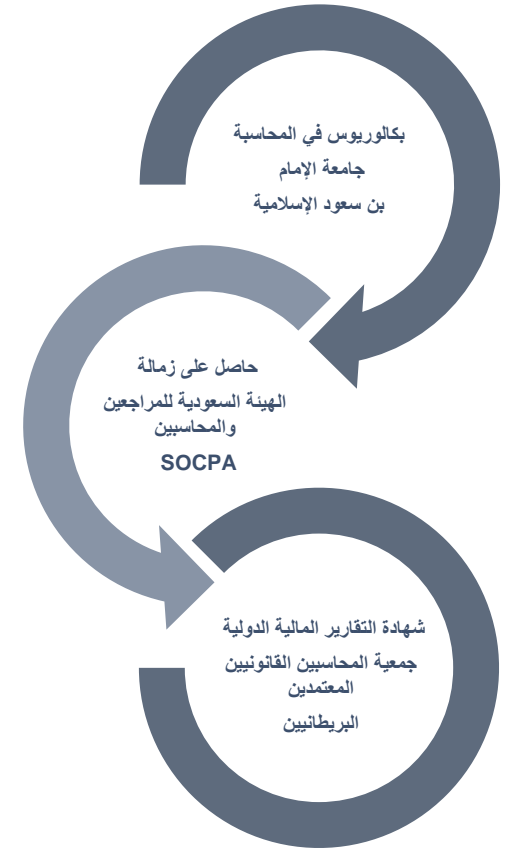 بكالوريوس في المحاسبة
جامعة الإمام
بن سعود الإسلامية
حاصل على زمالة
الهيئة السعودية للمراجعين
والمحاسبين
SOCPA
شهادة التقارير المالية الدولية
جمعية المحاسبين القانونيين
المعتمدين
البريطانيين